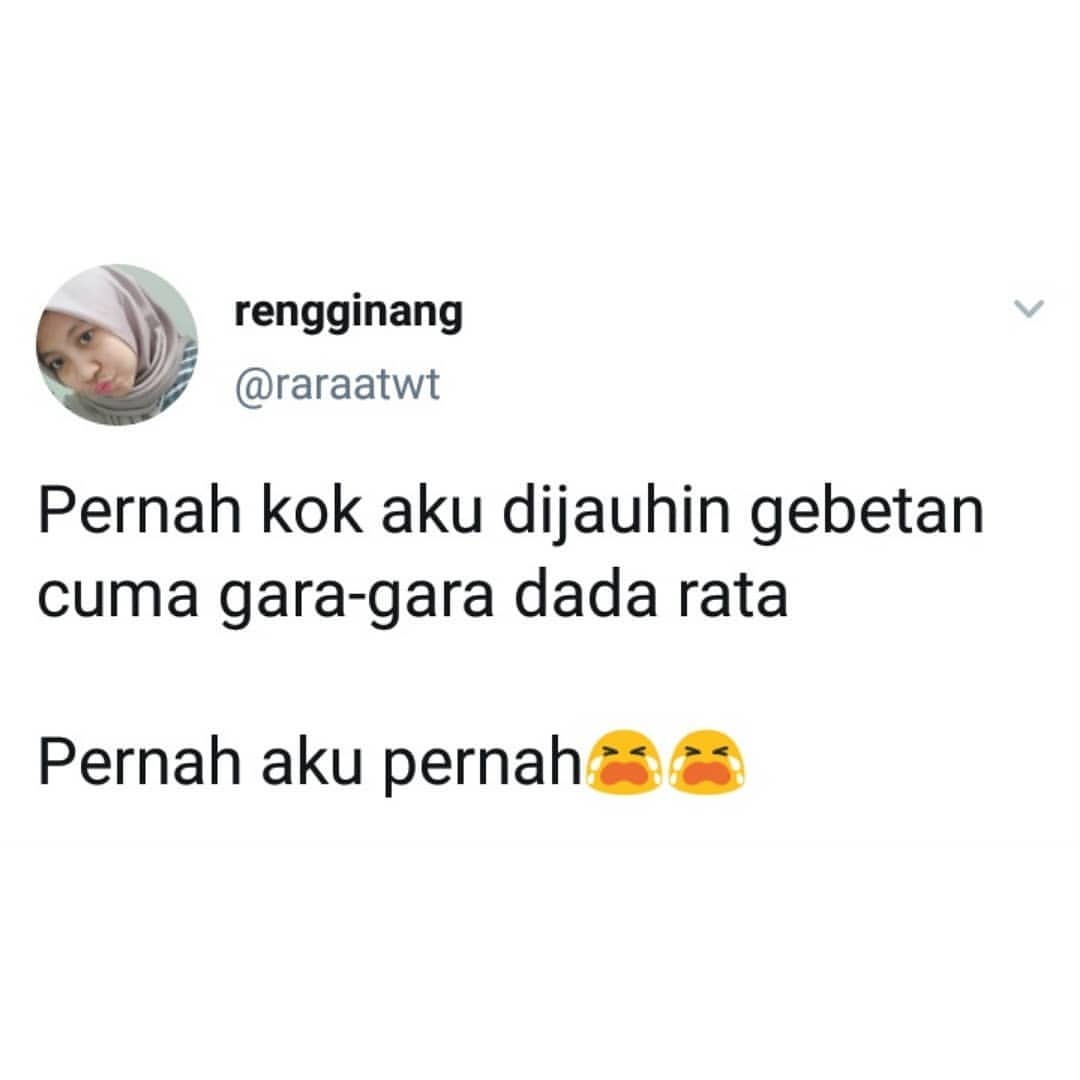 rengginang
@raraatwt
Pernah kok aku dijauhin gebetan
cuma gara-gara dada rata
Pernah aku pernah😭😭